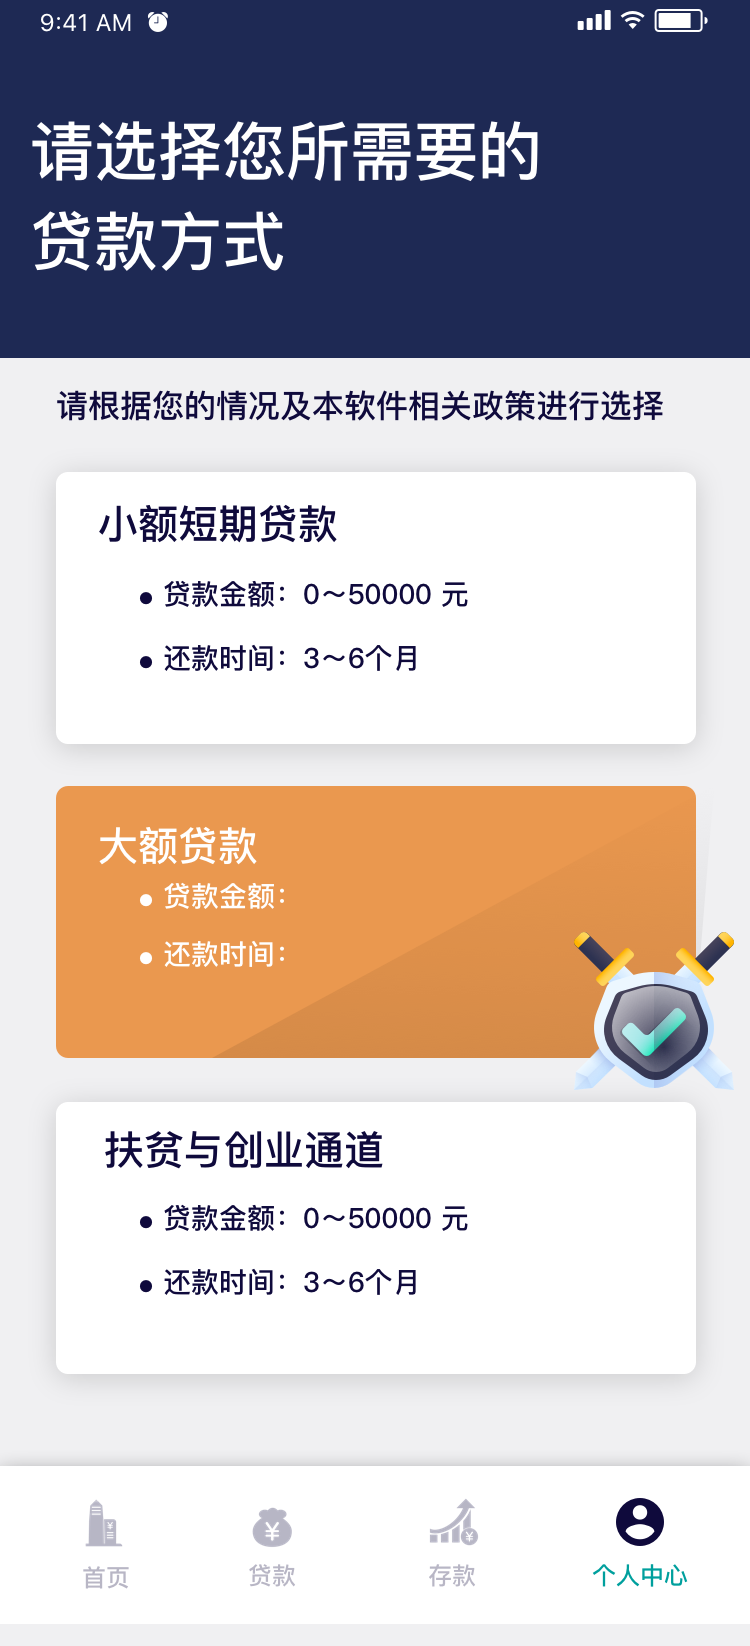 9:41 AM
请选择您所需要的
贷款方式
请根据您的情况及本软件相关政策进行选择
小额短期贷款
贷款金额：0～50000 元
还款时间：3～6个月
大额贷款
贷款金额：
还款时间：
扶贫与创业通道
贷款金额：0～50000 元
还款时间：3～6个月
首页
贷款
存款
个人中心